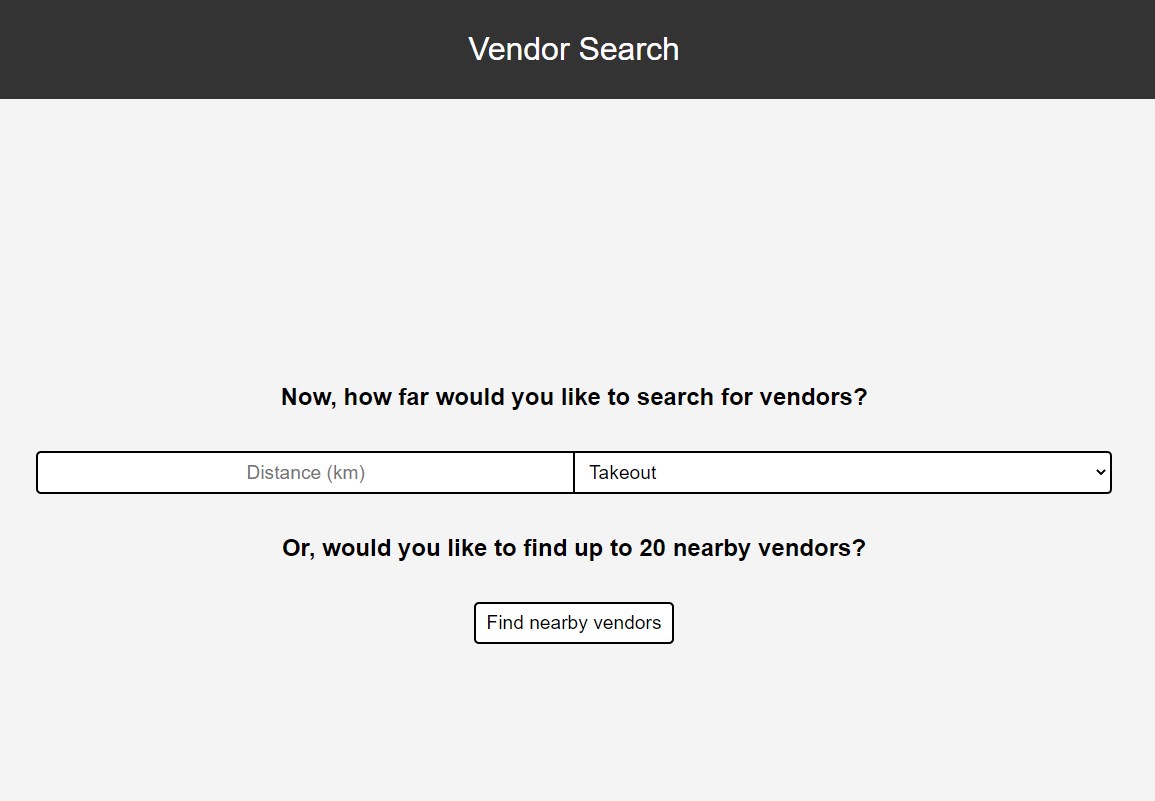 Vendor Search
Now, how far would you like to search for vendors?
Distance (km)
Takeout
Or, would you like to find up to 20 nearby vendors?
Find nearby vendors